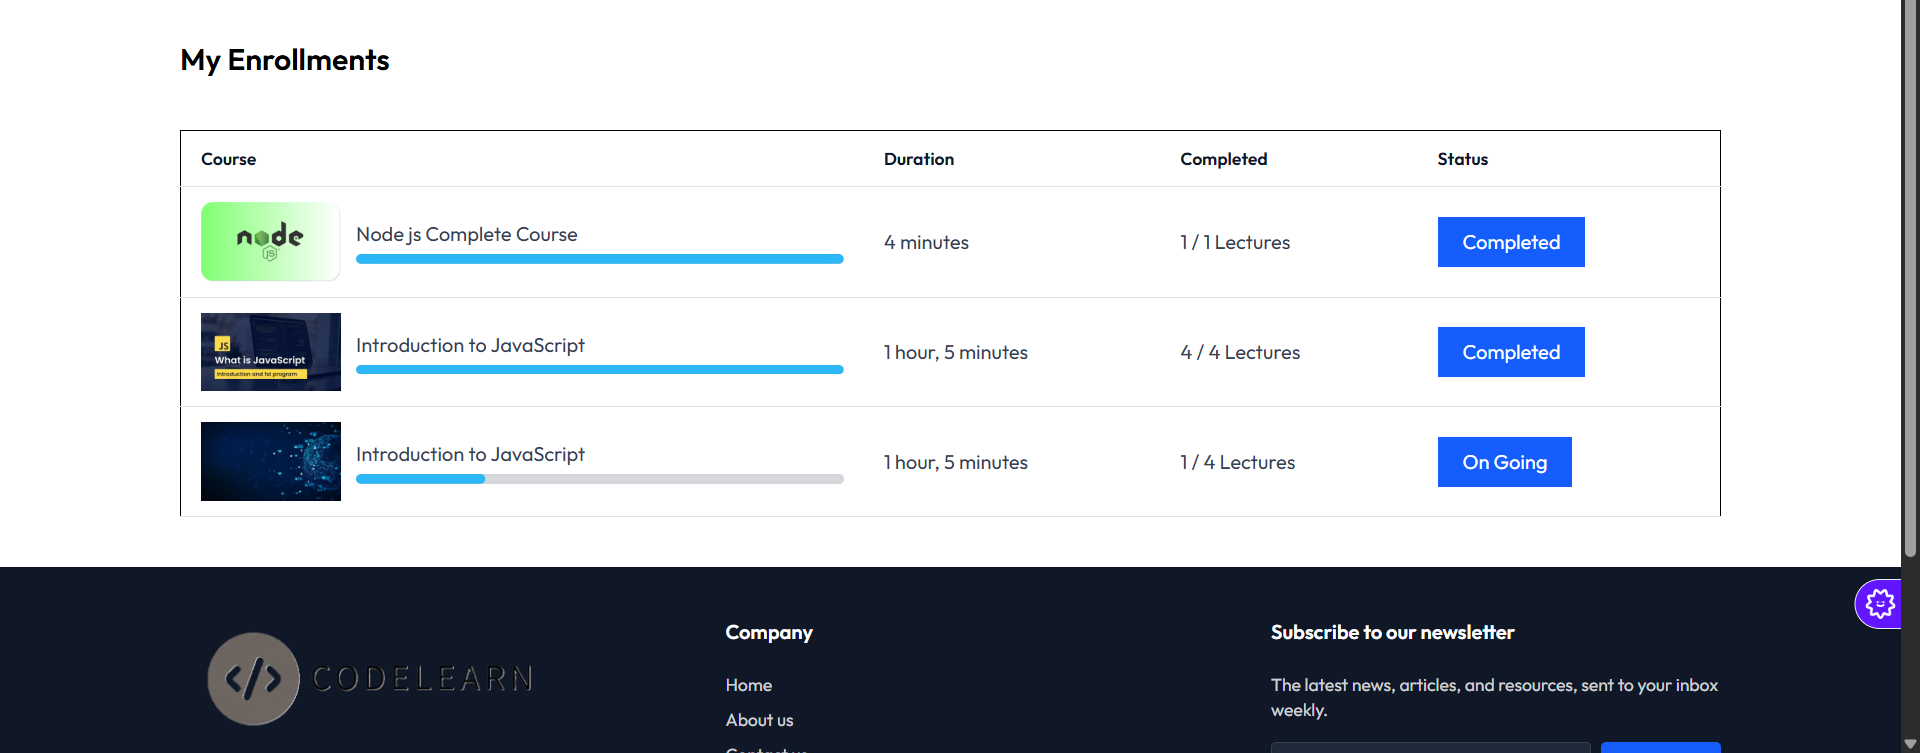 My Enrollments
Course Duration Completed Status
node
JS
Node js Complete Course
4 minutes
1 / 1 Lectures
Completed
JS
What is JavaScript
Introduction and 1st program
Introduction to JavaScript
1 hour, 5 minutes
4 / 4 Lectures
Completed
Introduction to JavaScript
1 hour, 5 minutes
1 / 4 Lectures
On Going
</> CODELEARN
Company
Home
About us
Contact us
Subscribe to our newsletter
The latest news, articles, and resources, sent to your inbox
weekly.